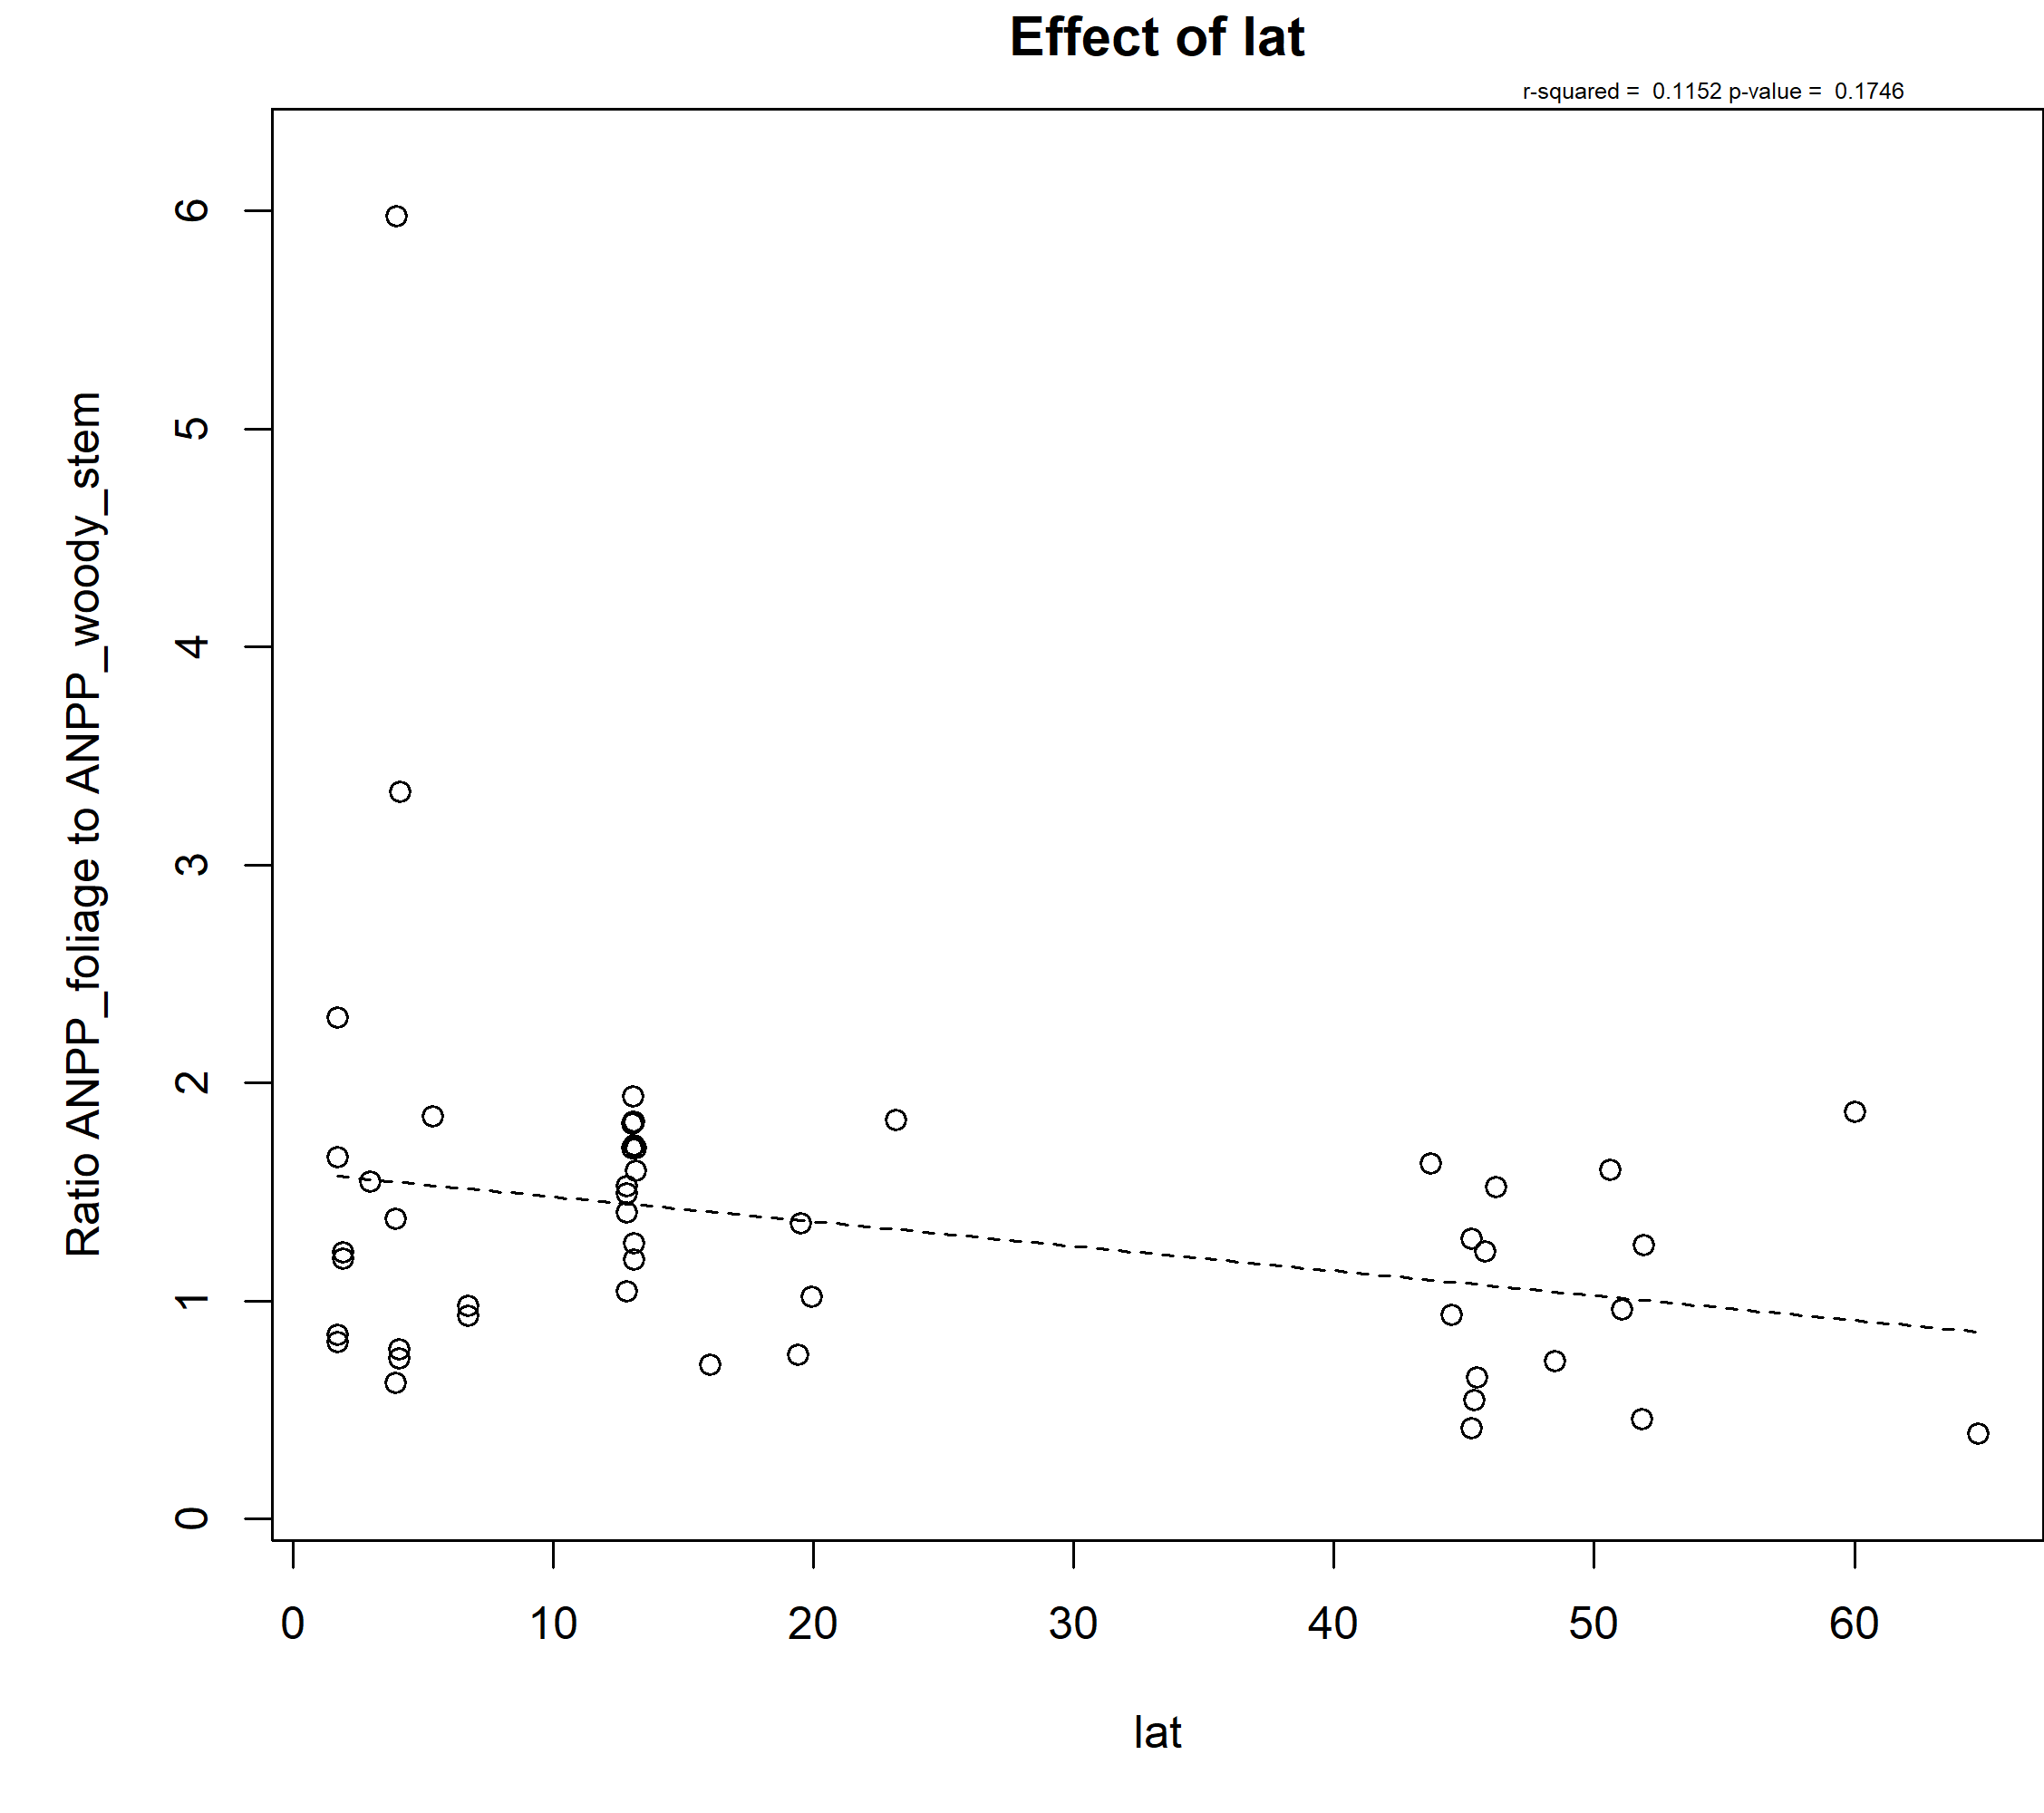 Effect of lat
r-squared = 0.1152 p-value = 0.1746
Ratio ANPP_foliage to ANPP_woody_stem
6
5
4
3
2
1
0
0 10 20 30 40 50 60
lat